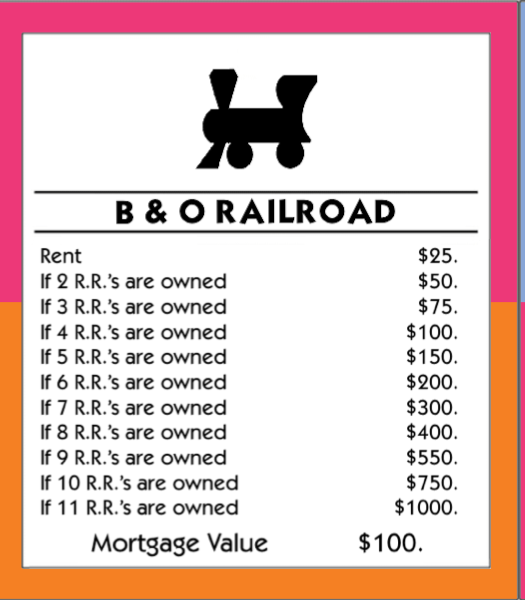 B & O RAILROAD
Rent $25.
If 2 R.R.'s are owned $50.
If 3 R.R.'s are owned $75.
If 4 R.R.'s are owned $100.
If 5 R.R.'s are owned $150.
If 6 R.R.'s are owned $200.
If 7 R.R.'s are owned $300.
If 8 R.R.'s are owned $400.
If 9 R.R.'s are owned $550.
If 10 R.R.'s are owned $750.
If 11 R.R.'s are owned $1000.
Mortgage Value $100.